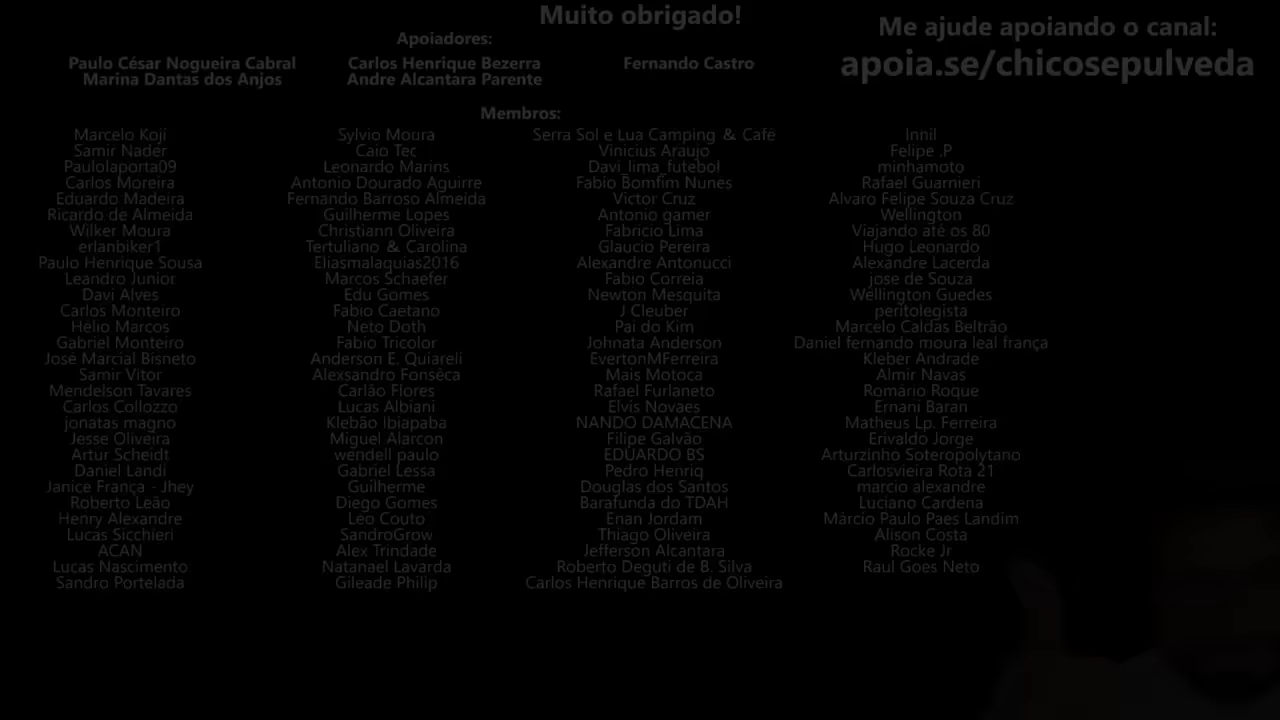 Muito obrigado!
Me ajude apoiando o canal:
apoia.se/chicosepulveda
Apoiadores:
Paulo César Nogueira Cabral
Marina Dantas dos Anjos
Carlos Henrique Bezerra
Andre Alcantara Parente
Fernando Castro
Membros:
Marcelo Koji
Samir Nader
Paulolaporta09
Carlos Moreira
Eduardo Madeira
Ricardo de Almeida
Wilker Moura
erlanbiker1
Paulo Henrique Sousa
Leandro Junior
Davi Alves
Carlos Monteiro
Hélio Marcos
Gabriel Monteiro
José Marcial Bisneto
Samir Vitor
Mendelson Tavares
Carlos Collozzo
jonatas magno
Jesse Oliveira
Artur Scheidt
Daniel Landi
Janice França - Jhey
Roberto Leão
Henry Alexandre
Lucas Sicchieri
ACAN
Lucas Nascimento
Sandro Portelada
Sylvio Moura
Caio Tec
Leonardo Marins
Antonio Dourado Aguirre
Fernando Barroso Almeida
Guilherme Lopes
Christiann Oliveira
Tertuliano & Carolina
Eliasmalaquias2016
Marcos Schaefer
Edu Gomes
Fabio Caetano
Neto Doth
Fabio Tricolor
Anderson E. Quiareli
Alexsandro Fonsêca
Carlão Flores
Lucas Albiani
Klebão Ibiapaba
Miguel Alarcon
wendell paulo
Gabriel Lessa
Guilherme
Diego Gomes
Léo Couto
SandroGrow
Alex Trindade
Natanael Lavarda
Gileade Philip
Serra Sol e Lua Camping & Café
Vinicius Araujo
Davi_lima_futebol
Fabio Bomfim Nunes
Victor Cruz
Antonio gamer
Fabricio Lima
Glaucio Pereira
Alexandre Antonucci
Fabio Correia
Newton Mesquita
J Cleuber
Pai do Kim
Johnata Anderson
EvertonMFerreira
Mais Motoca
Rafael Furlaneto
Elvis Novaes
NANDO DAMACENA
Filipe Galvão
EDUARDO BS
Pedro Henriq
Douglas dos Santos
Barafunda do TDAH
Enan Jordam
Thiago Oliveira
Jefferson Alcantara
Roberto Deguti de B. Silva
Carlos Henrique Barros de Oliveira
Innil
Felipe .P
minhamoto
Rafael Guarnieri
Alvaro Felipe Souza Cruz
Wellington
Viajando até os 80
Hugo Leonardo
Alexandre Lacerda
jose de Souza
Wellington Guedes
peritolegista
Marcelo Caldas Beltrão
Daniel fernando moura leal frança
Kleber Andrade
Almir Navas
Romário Roque
Ernani Baran
Matheus Lp. Ferreira
Erivaldo Jorge
Arturzinho Soteropolytano
Carlosvieira Rota 21
marcio alexandre
Luciano Cardena
Márcio Paulo Paes Landim
Alison Costa
Rocke Jr
Raul Goes Neto